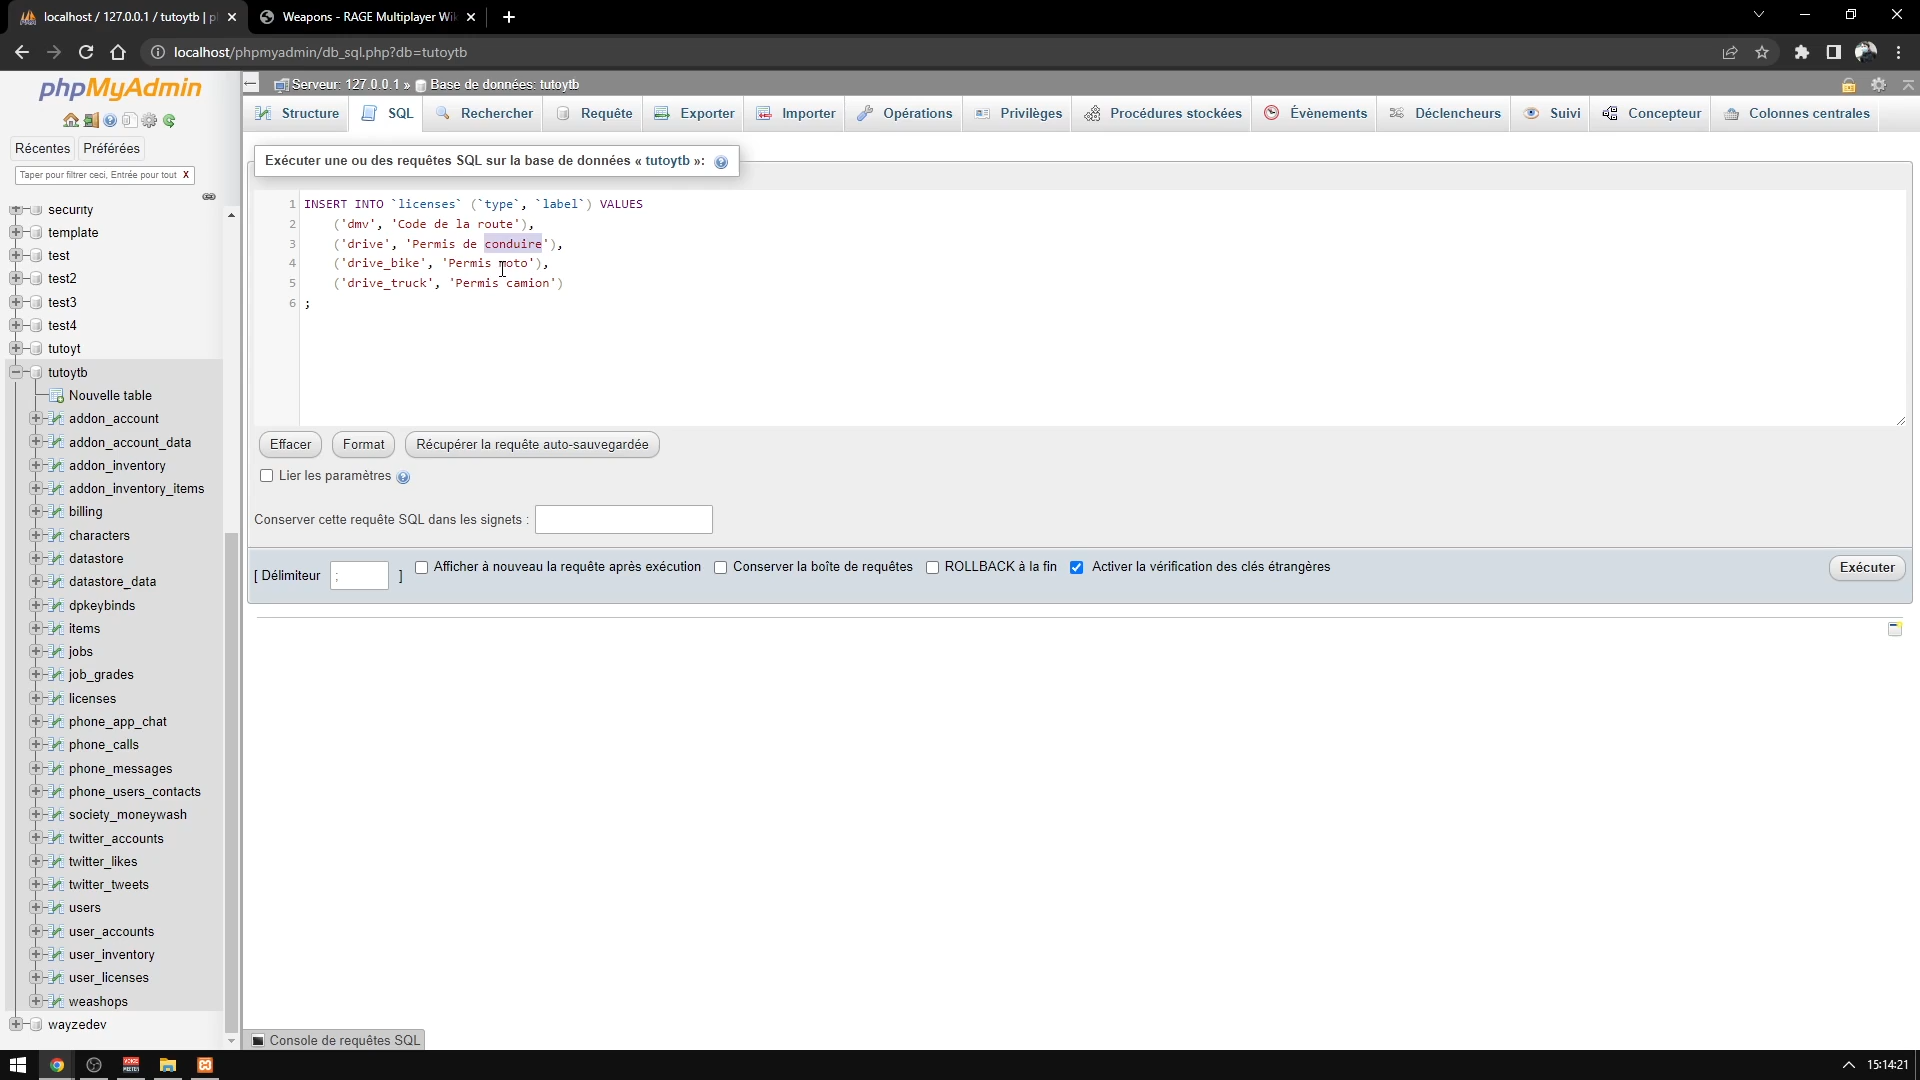 localhost / 127.0.0.1 / tutoytb | p
Weapons - RAGE Multiplayer Wik
localhost/phpmyadmin/db_sql.php?db=tutoytb
phpMyAdmin
Récentes
Préférées
Taper pour filtrer ceci, Entrée pour tout
X
security
template
test
test2
test3
test4
tutoyt
tutoytb
Nouvelle table
addon_account
addon_account_data
addon_inventory
addon_inventory_items
billing
characters
datastore
datastore_data
dpkeybinds
items
jobs
job_grades
licenses
phone_app_chat
phone_calls
phone_messages
phone_users_contacts
society_moneywash
twitter_accounts
twitter_likes
twitter_tweets
users
user_accounts
user_inventory
user_licenses
weashops
wayzedev
Serveur: 127.0.0.1 » Base de données: tutoytb
Structure
SQL
Rechercher
Requête
Exporter
Importer
Opérations
Privilèges
Procédures stockées
Évènements
Déclencheurs
Suivi
Concepteur
Colonnes centrales
Exécuter une ou des requêtes SQL sur la base de données « tutoytb »:
1 INSERT INTO `licenses` (`type`, `label`) VALUES
2 ('dmv', 'Code de la route'),
3 ('drive', 'Permis de conduire'),
4 ('drive_bike', 'Permis moto'),
5 ('drive_truck', 'Permis camion')
6 ;
Effacer
Format
Récupérer la requête auto-sauvegardée
Lier les paramètres
Conserver cette requête SQL dans les signets :
[ Délimiteur ; ]
Afficher à nouveau la requête après exécution
Conserver la boîte de requêtes
ROLLBACK à la fin
Activer la vérification des clés étrangères
Exécuter
Console de requêtes SQL
15:14:21